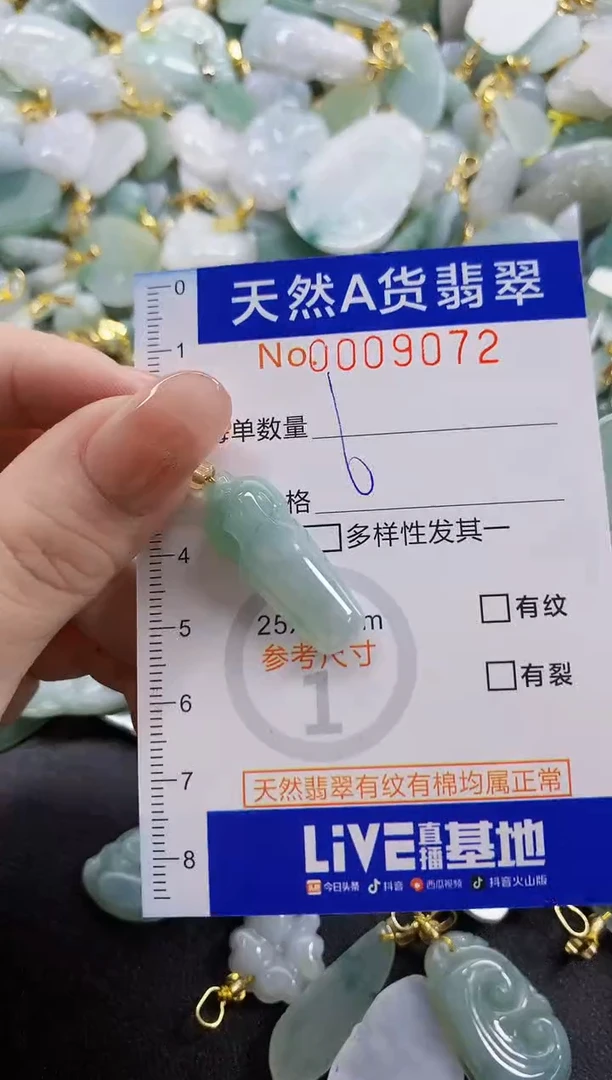 0
天然A货翡翠
1
No.0009072
单数量
6
格
多样性发其一
4
有纹
5
25
m
参考尺寸
有裂
6
1
7
天然翡翠有纹有棉均属正常
LiVE直播基地
8
今日头条 抖音 西瓜视频 抖音火山版